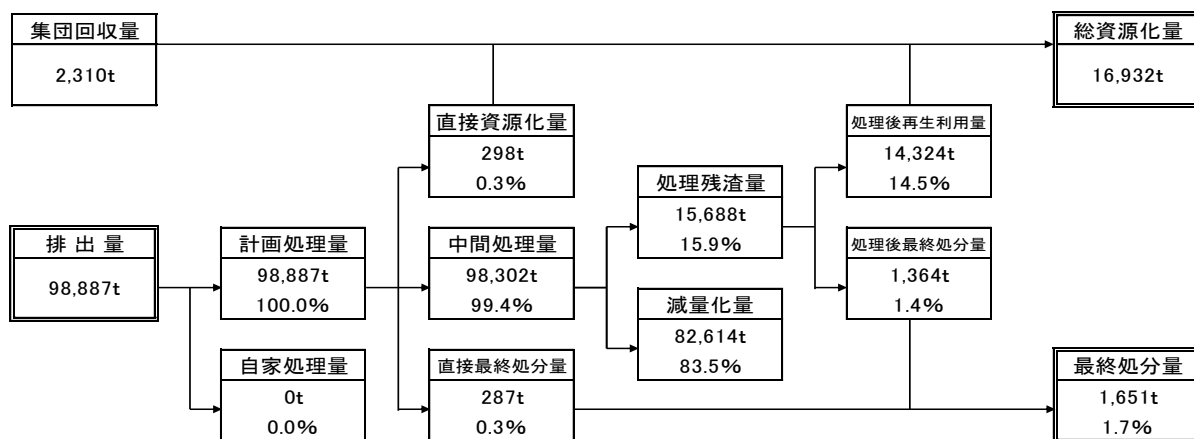 集団回収量
2,310t
総資源化量
16,932t
直接資源化量
298t
0.3%
処理後再生利用量
14,324t
14.5%
処理残渣量
15,688t
15.9%
排 出 量
98,887t
計画処理量
98,887t
100.0%
中間処理量
98,302t
99.4%
処理後最終処分量
1,364t
1.4%
減量化量
82,614t
83.5%
自家処理量
0t
0.0%
直接最終処分量
287t
0.3%
最終処分量
1,651t
1.7%